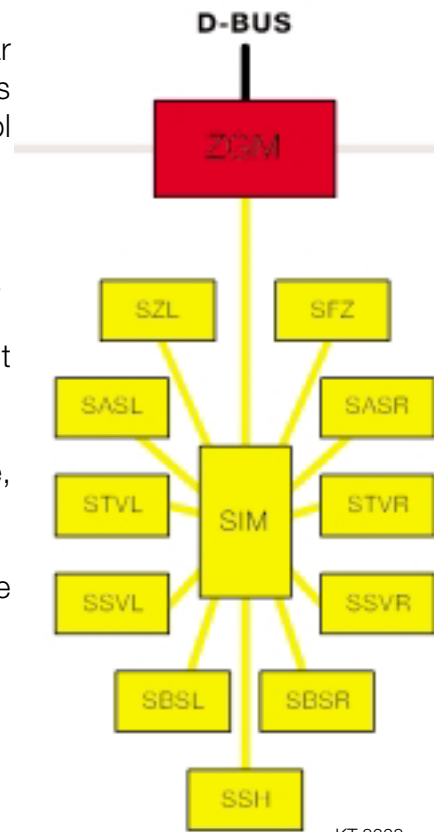 D-BUS
ZGM
SZL SFZ
SASL SASR
STVL STVR
SIM
SSVL SSVR
SBSL SBSR
SSH